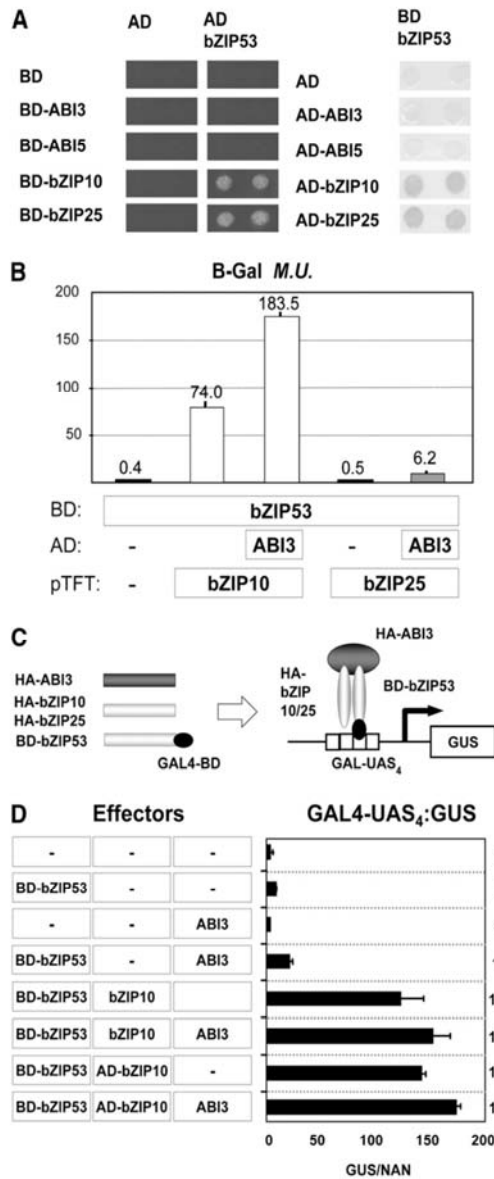 A
AD
AD
bZIP53
BD
bZIP53
BD
AD
BD-ABI3
AD-ABI3
BD-ABI5
AD-ABI5
BD-bZIP10
AD-bZIP10
BD-bZIP25
AD-bZIP25
B
B-Gal M.U.
200
150
100
50
0.4
74.0
183.5
0.5
6.2
BD: bZIP53
AD: - ABI3 - ABI3
pTFT: - bZIP10 bZIP25
C
HA-ABI3
HA-bZIP10
HA-bZIP25
BD-bZIP53
GAL4-BD
HA-ABI3
HA-
bZIP
10/25
BD-bZIP53
GAL-UAS4
GUS
D
Effectors
GAL4-UAS4:GUS
- - -
BD-bZIP53 - -
- - ABI3
BD-bZIP53 - ABI3
BD-bZIP53 bZIP10
BD-bZIP53 bZIP10 ABI3
BD-bZIP53 AD-bZIP10 -
BD-bZIP53 AD-bZIP10 ABI3
0 50 100 150 200
GUS/NAN